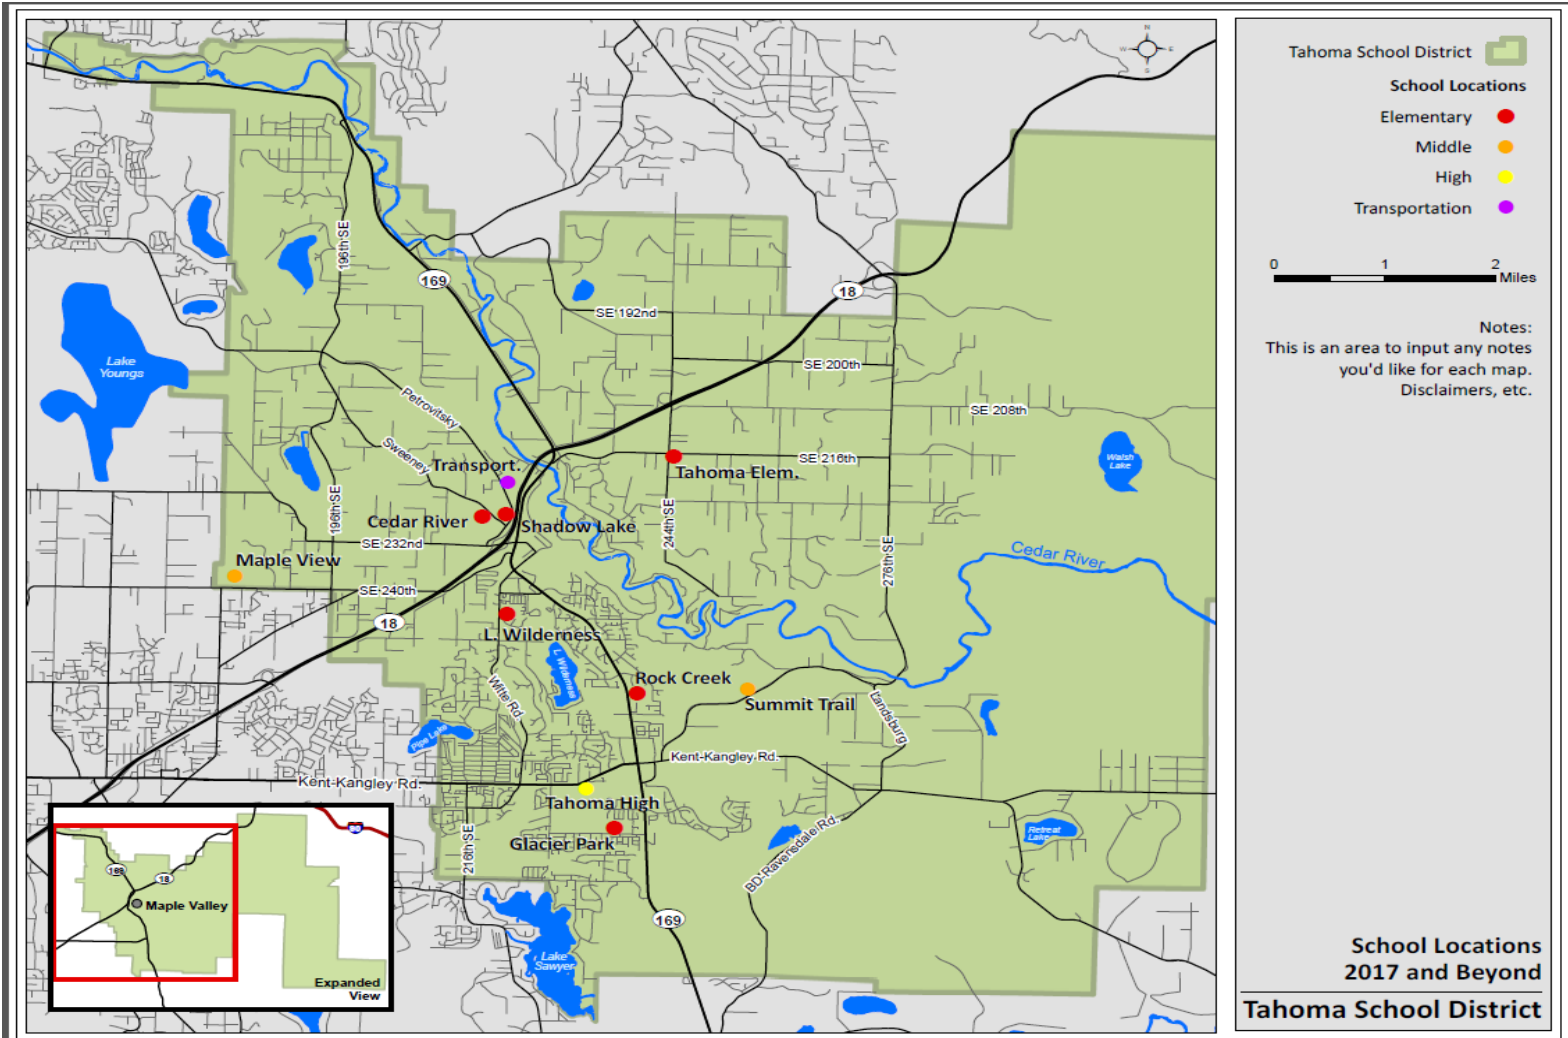 N
W
E
S
196th SE
169
18
SE 192nd
SE 200th
SE 208th
Lake
Youngs
Petrovitsky
Sweeney
Transport.
SE 216th
Tahoma Elem.
Walsh
Lake
196th SE
Cedar River
Shadow Lake
244th SE
SE 232nd
Maple View
276th SE
Cedar River
SE 240th
18
L. Wilderness
L. Wilderness
Rock Creek
Summit Trail
Witte Rd
Landsburg
Pipe Lake
Kent-Kangley Rd.
Kent-Kangley Rd.
Tahoma High
Glacier Park
216th SE
BD-Ravensdale Rd.
Retreat
Lake
169
Lake
Sawyer
90
169
18
Maple Valley
Expanded
View
Tahoma School District
School Locations
Elementary
Middle
High
Transportation
0 1 2
Miles
Notes:
This is an area to input any notes
you'd like for each map.
Disclaimers, etc.
School Locations
2017 and Beyond
Tahoma School District